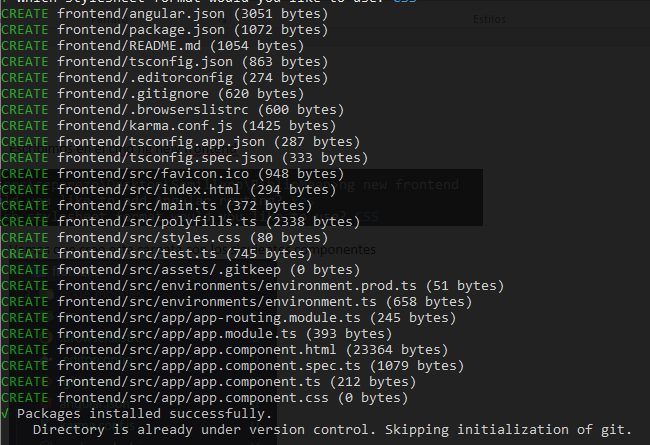 ? Which stylesheet format would you like to use? CSS
Estilos
CREATE frontend/angular.json (3051 bytes)
CREATE frontend/package.json (1072 bytes)
CREATE frontend/README.md (1054 bytes)
CREATE frontend/tsconfig.json (863 bytes)
CREATE frontend/.editorconfig (274 bytes)
CREATE frontend/.gitignore (620 bytes)
CREATE frontend/.browserslistrc (600 bytes)
CREATE frontend/karma.conf.js (1425 bytes)
CREATE frontend/tsconfig.app.json (287 bytes)
CREATE frontend/tsconfig.spec.json (333 bytes)
CREATE frontend/src/favicon.ico (948 bytes)
CREATE frontend/src/index.html (294 bytes)
ng new frontend
CREATE frontend/src/main.ts (372 bytes)
CREATE frontend/src/polyfills.ts (2338 bytes)
CSS
CREATE frontend/src/styles.css (80 bytes)
CREATE frontend/src/test.ts (745 bytes)
componentes
CREATE frontend/src/assets/.gitkeep (0 bytes)
CREATE frontend/src/environments/environment.prod.ts (51 bytes)
CREATE frontend/src/environments/environment.ts (658 bytes)
CREATE frontend/src/app/app-routing.module.ts (245 bytes)
CREATE frontend/src/app/app.module.ts (393 bytes)
CREATE frontend/src/app/app.component.html (23364 bytes)
CREATE frontend/src/app/app.component.spec.ts (1079 bytes)
CREATE frontend/src/app/app.component.ts (212 bytes)
CREATE frontend/src/app/app.component.css (0 bytes)
√ Packages installed successfully.
Directory is already under version control. Skipping initialization of git.